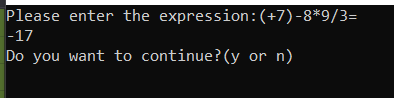 Please enter the expression:(+7)-8*9/3=
-17
Do you want to continue?(y or n)